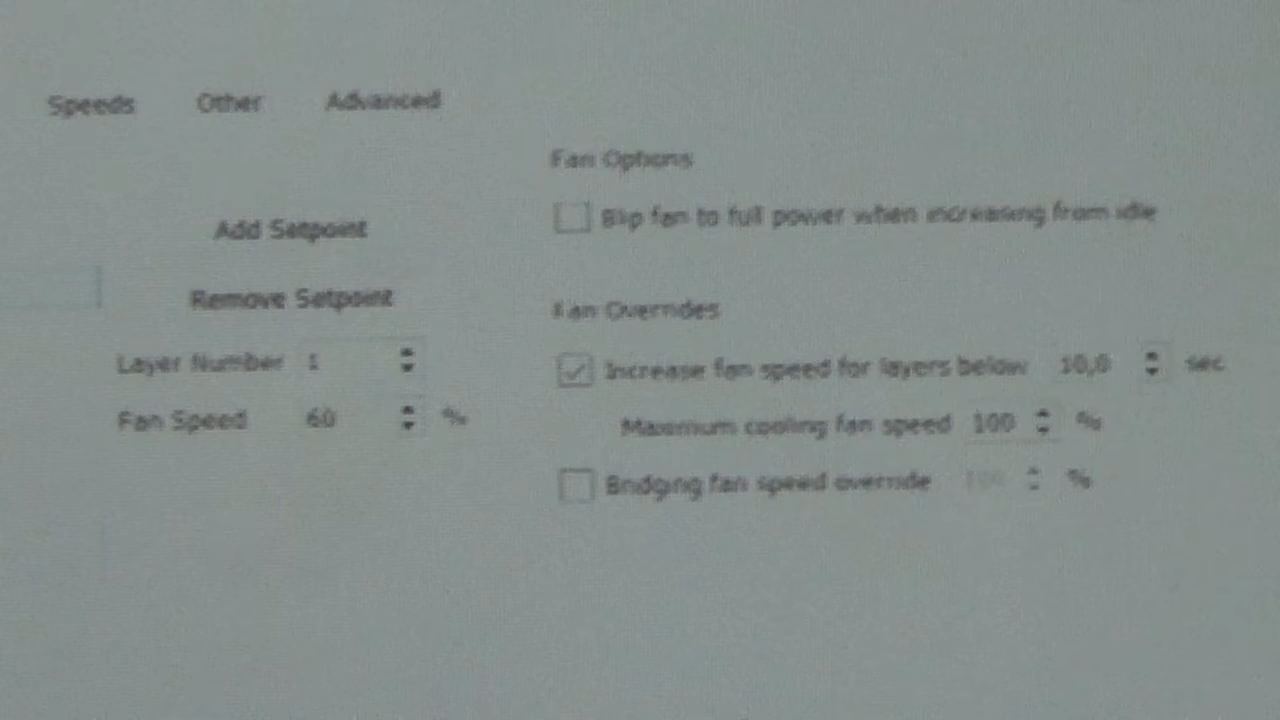 Speeds Other Advanced
Fan Options
Blip fan to full power when increasing from idle
Add Setpoint
Remove Setpoint
Fan Overrides
Layer Number 1
Increase fan speed for layers below 10,0 sec
Fan Speed 60 %
Maximum cooling fan speed 100 %
Bridging fan speed override 100 %